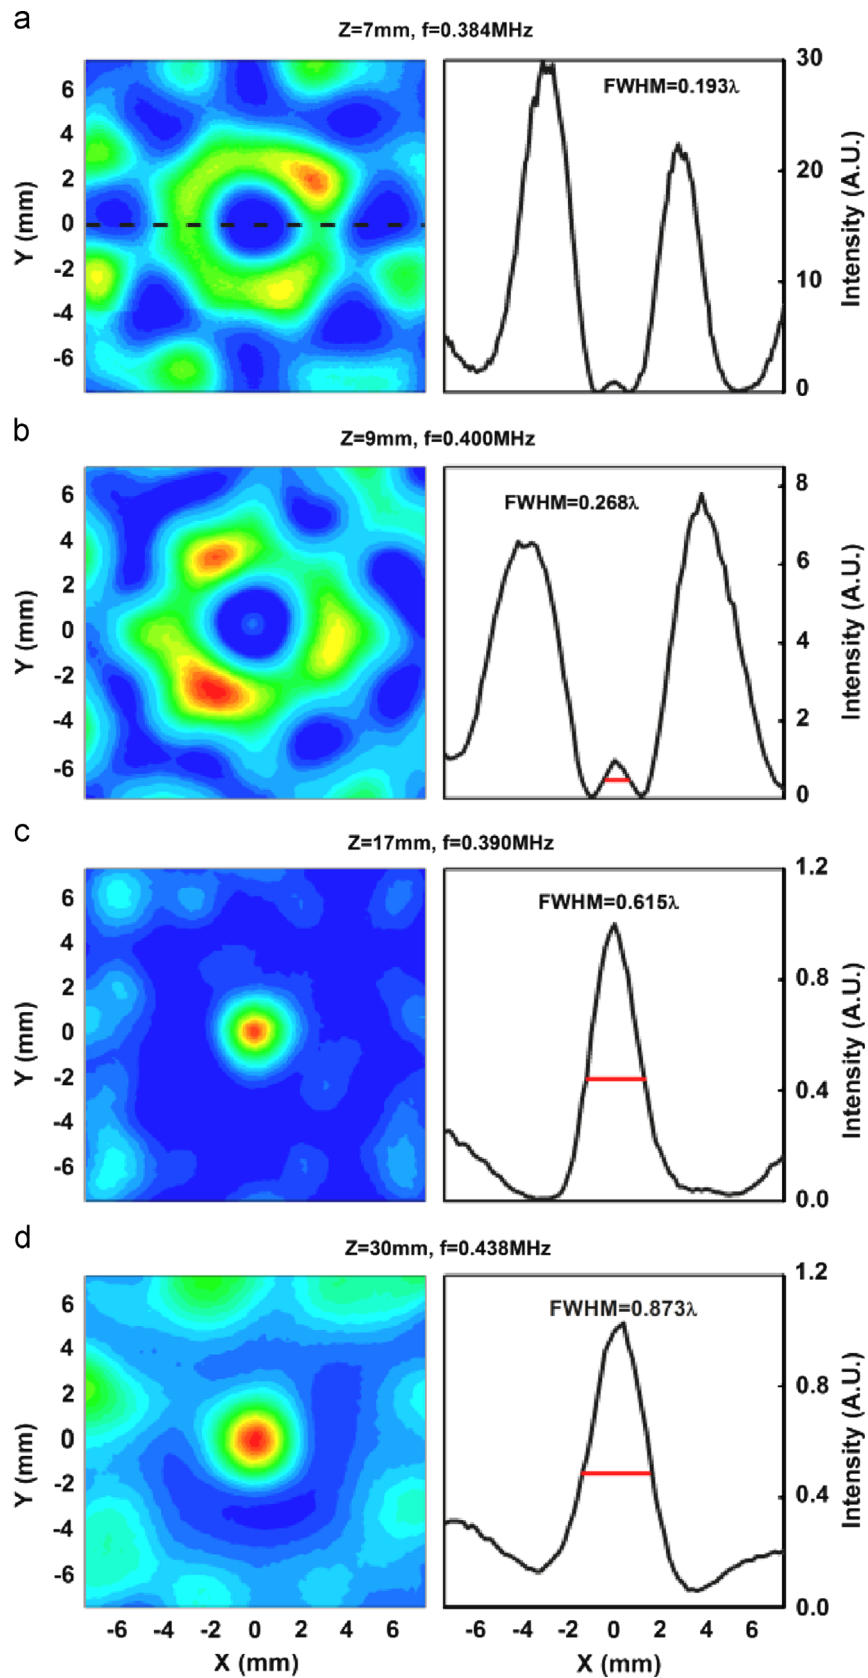 a
Z=7mm, f=0.384MHz
FWHM=0.193λ
6
4
2
0
-2
-4
-6
Y (mm)
30
20
10
0
Intensity (A.U.)
b
Z=9mm, f=0.400MHz
FWHM=0.268λ
6
4
2
0
-2
-4
-6
Y (mm)
8
6
4
2
0
Intensity (A.U.)
c
Z=17mm, f=0.390MHz
FWHM=0.615λ
6
4
2
0
-2
-4
-6
Y (mm)
1.2
0.8
0.4
0.0
Intensity (A.U.)
d
Z=30mm, f=0.438MHz
FWHM=0.873λ
6
4
2
0
-2
-4
-6
Y (mm)
1.2
0.8
0.4
0.0
Intensity (A.U.)
-6 -4 -2 0 2 4 6
X (mm)
-6 -4 -2 0 2 4 6
X (mm)